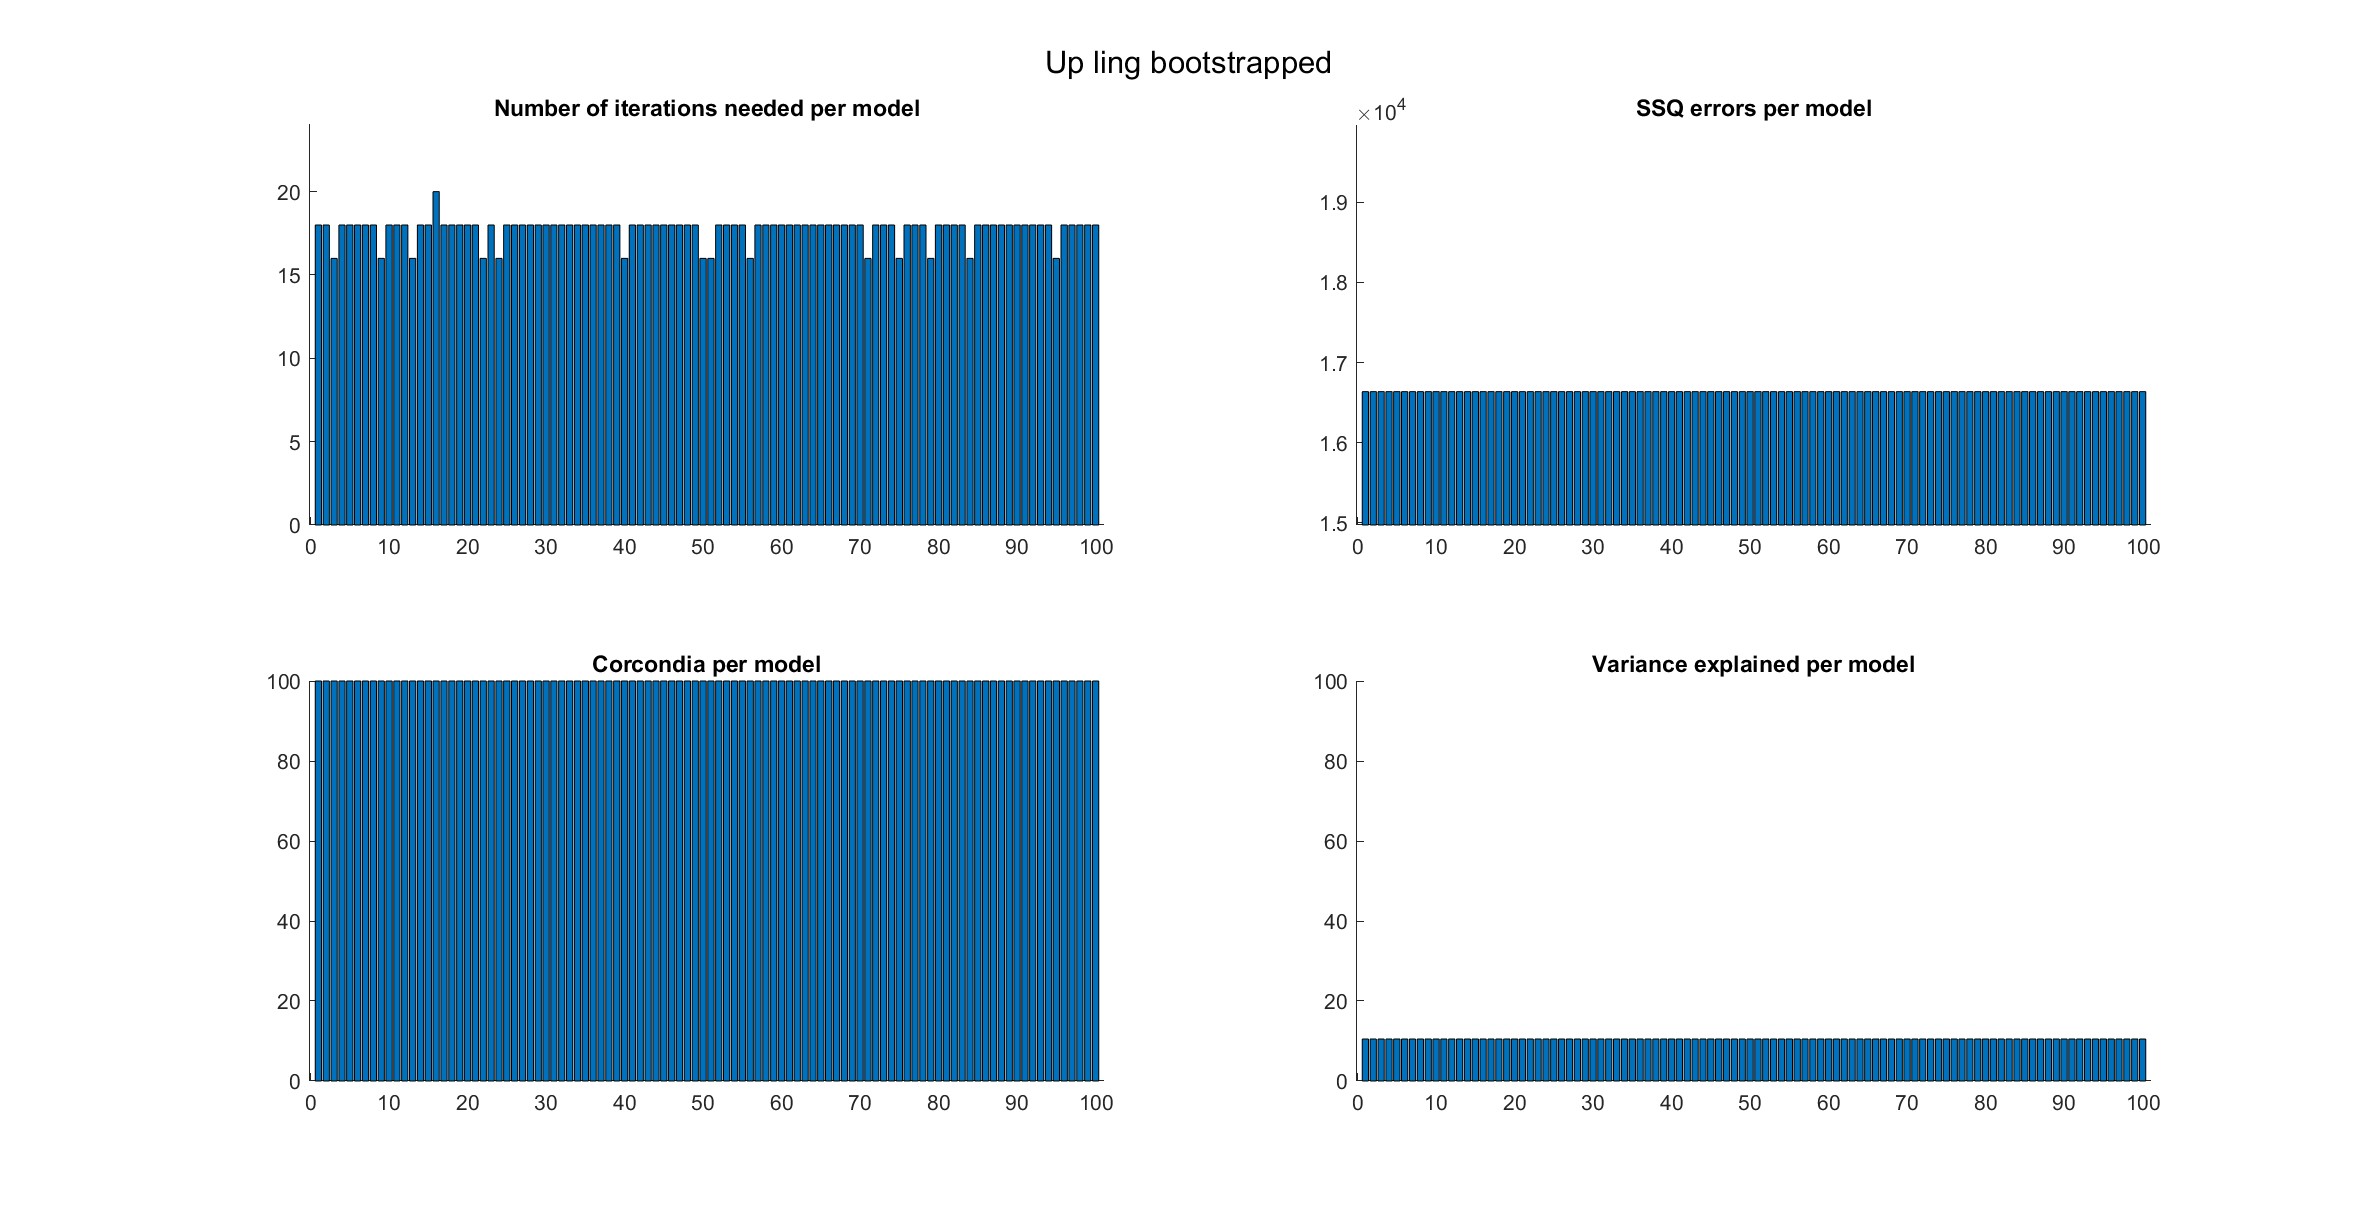 Up ling bootstrapped
Number of iterations needed per model
20
15
10
5
0
0 10 20 30 40 50 60 70 80 90 100
SSQ errors per model
×10⁴
1.9
1.8
1.7
1.6
1.5
0 10 20 30 40 50 60 70 80 90 100
Corcondia per model
100
80
60
40
20
0
0 10 20 30 40 50 60 70 80 90 100
Variance explained per model
100
80
60
40
20
0
0 10 20 30 40 50 60 70 80 90 100